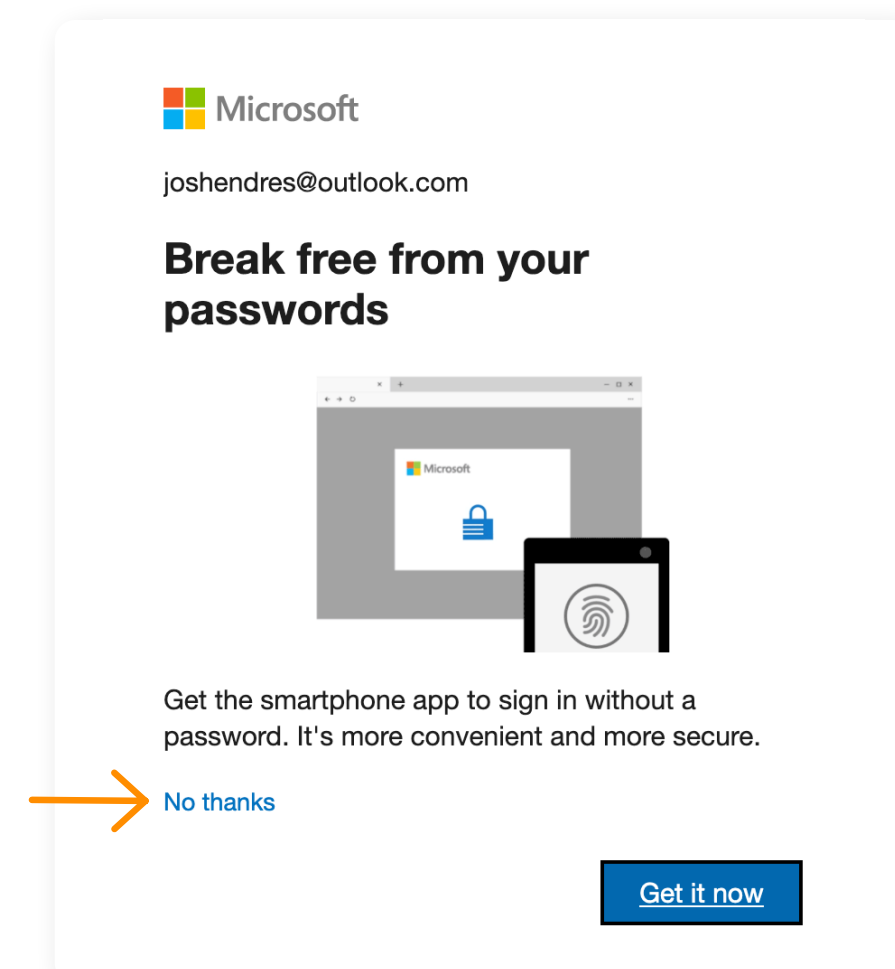 Microsoft
joshendres@outlook.com
Break free from your
passwords
Microsoft
Get the smartphone app to sign in without a
password. It's more convenient and more secure.
No thanks
Get it now